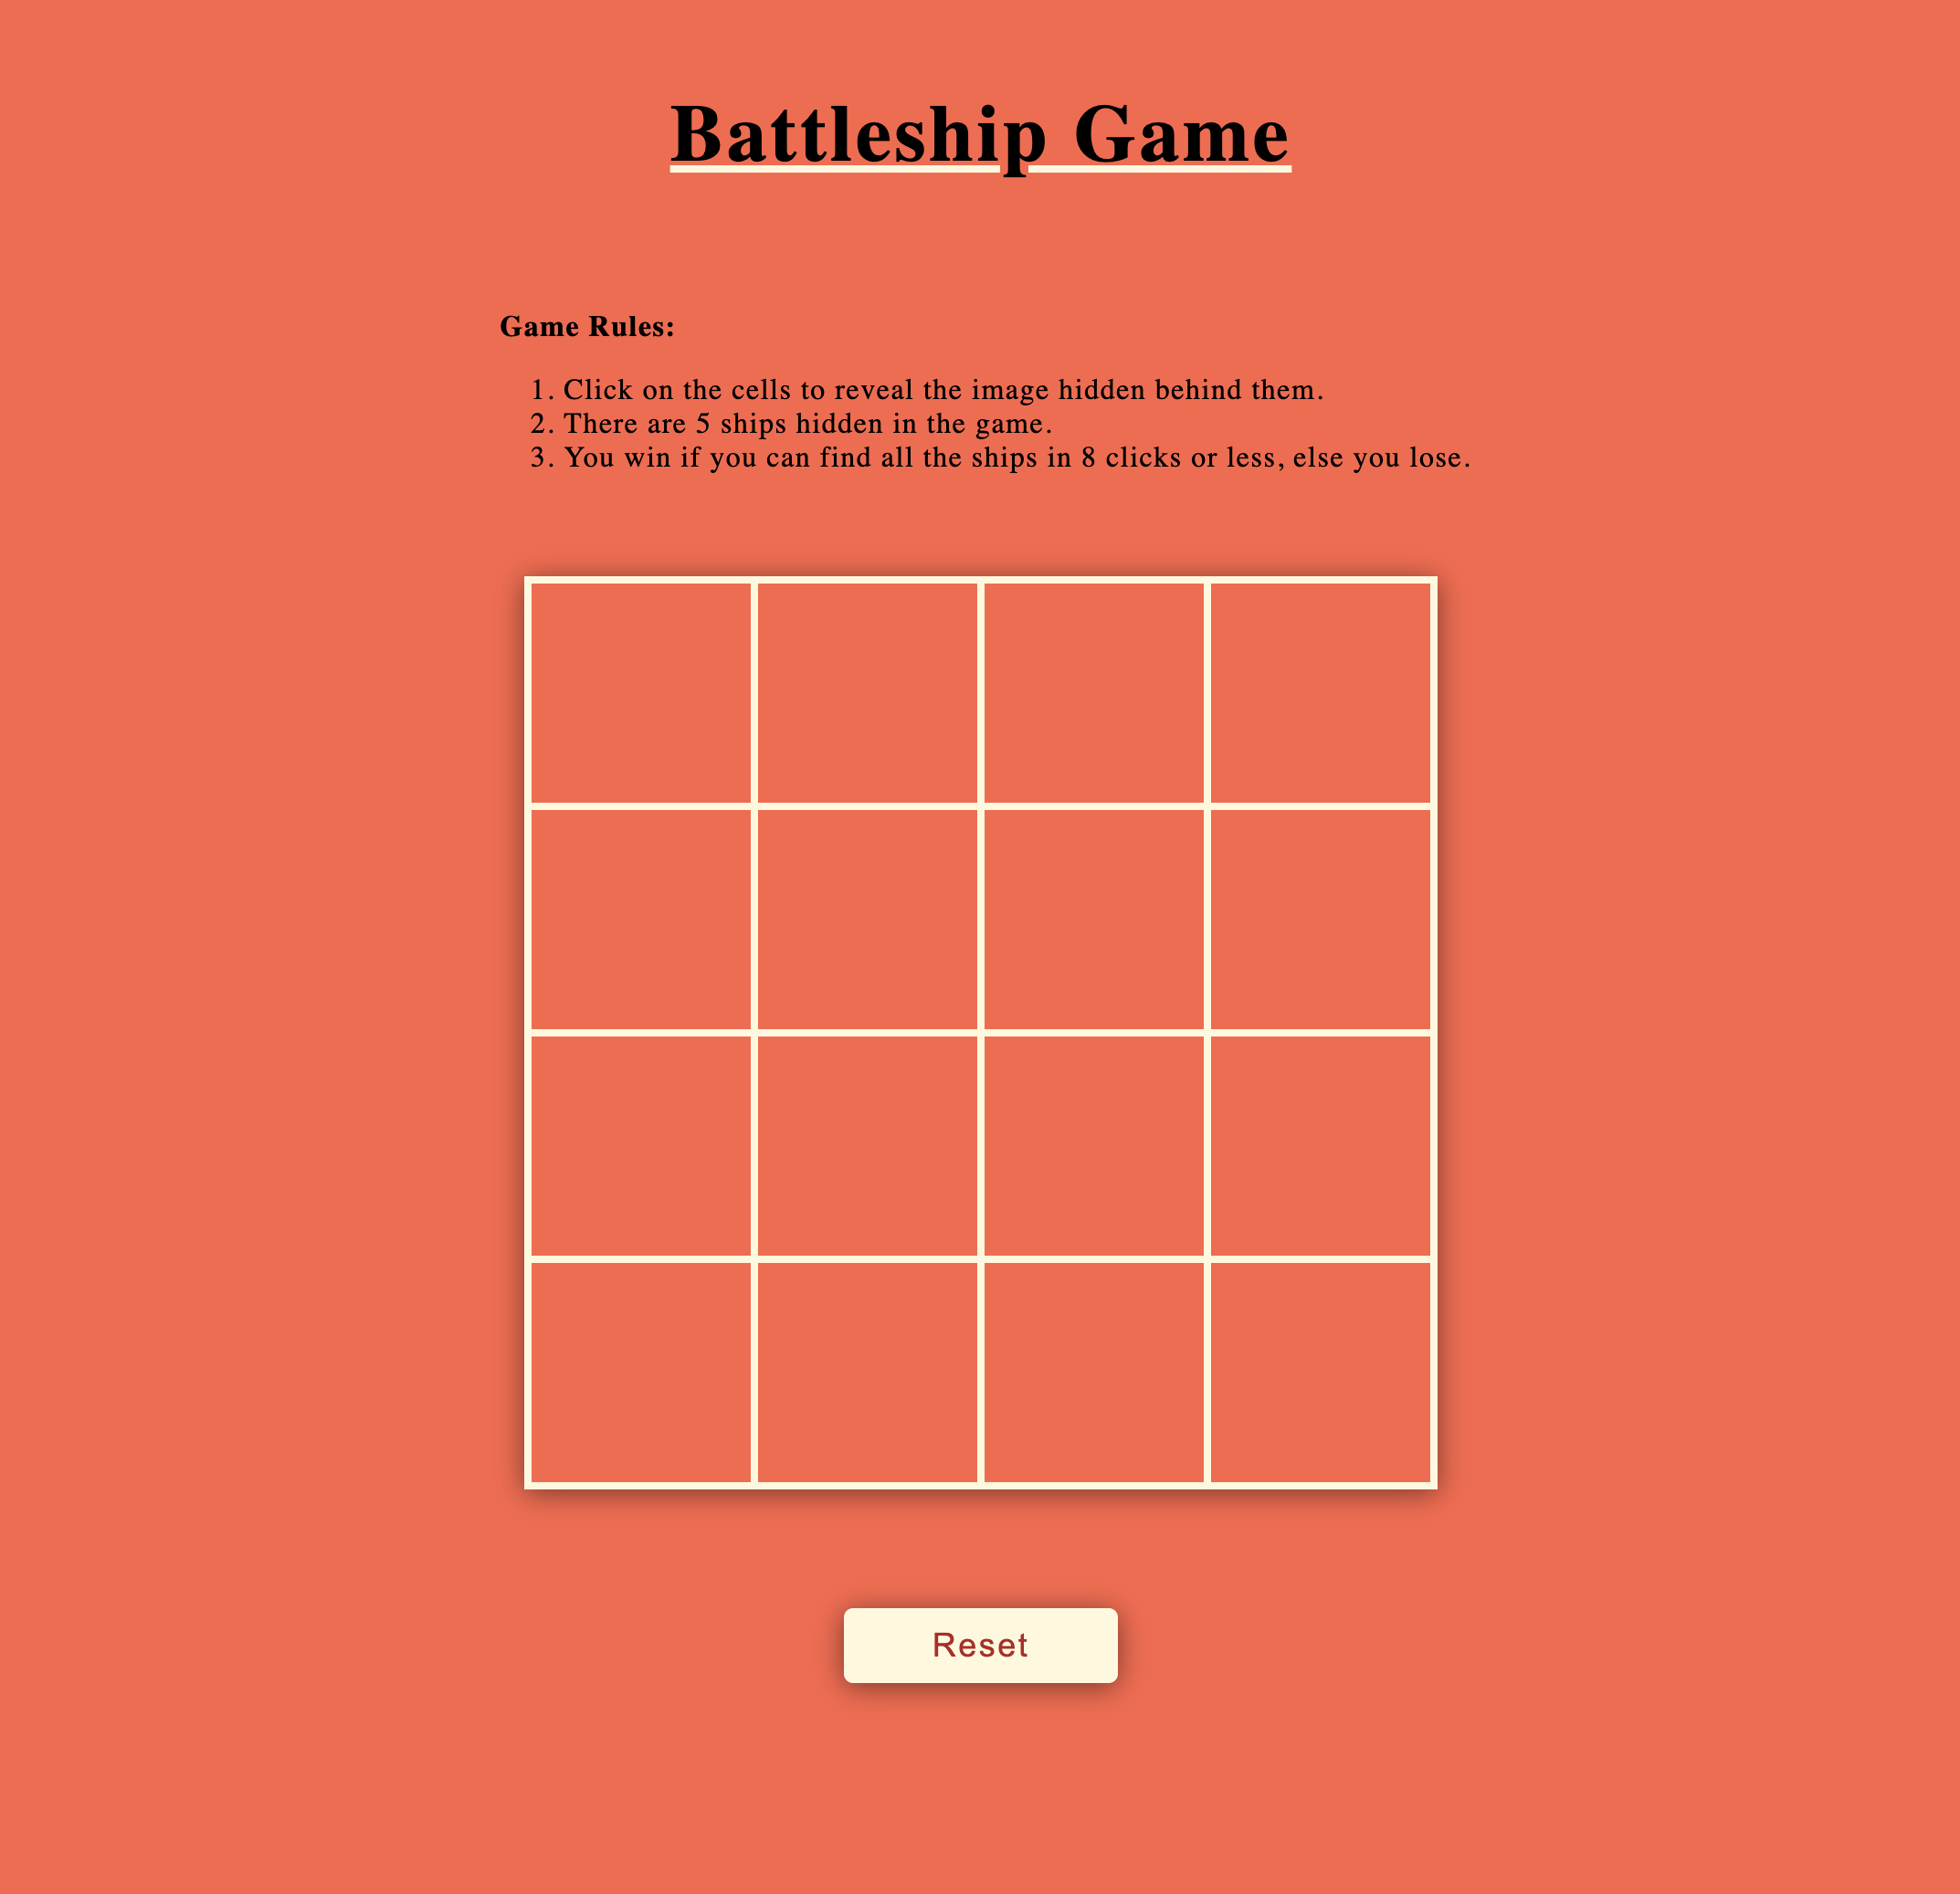 Battleship Game
Game Rules:
1. Click on the cells to reveal the image hidden behind them.
2. There are 5 ships hidden in the game.
3. You win if you can find all the ships in 8 clicks or less, else you lose.
Reset